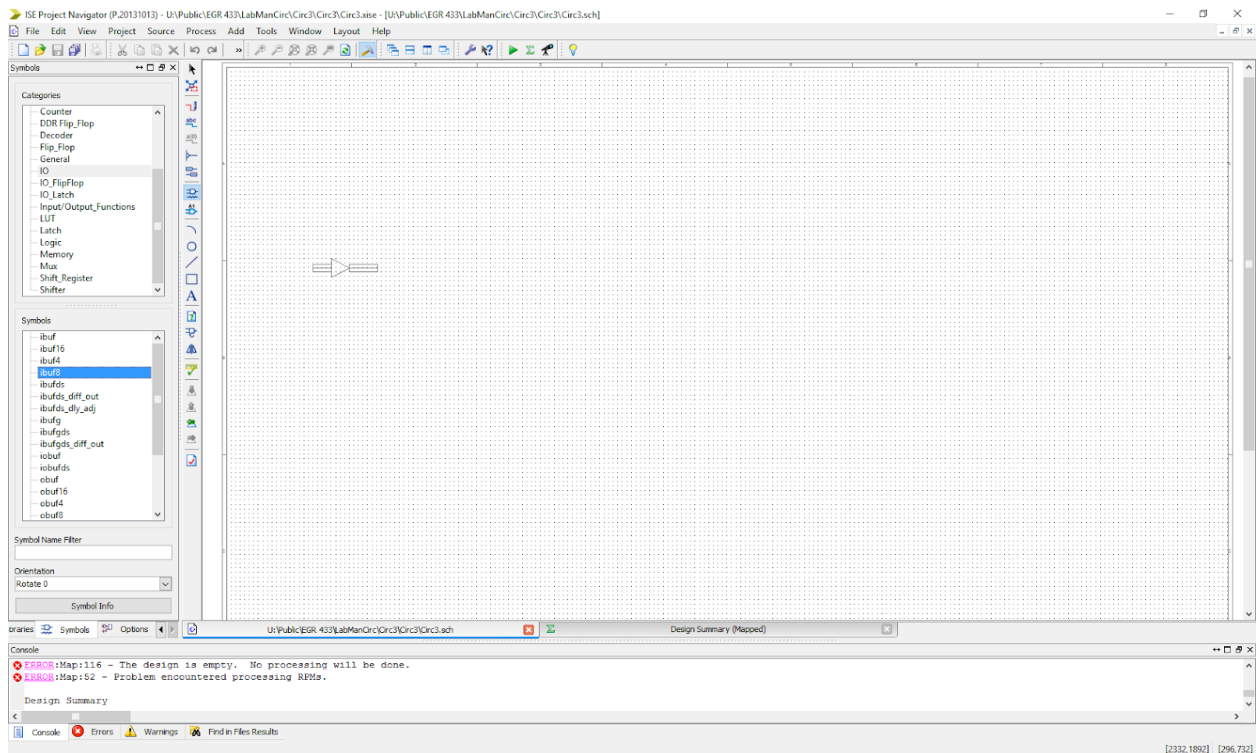 ISE Project Navigator (P.20131013) - U:\Public\EGR 433\LabManCirc\Circ3\Circ3\Circ3.xise - [U:\Public\EGR 433\LabManCirc\Circ3\Circ3\Circ3.sch]
File Edit View Project Source Process Add Tools Window Layout Help
Symbols
Categories
Counter
DDR Flip_Flop
Decoder
Flip_Flop
General
IO
IO_FlipFlop
IO_Latch
Input/Output_Functions
LUT
Latch
Logic
Memory
Mux
Shift_Register
Shifter
Symbols
ibuf
ibuf16
ibuf4
ibuf8
ibufds
ibufds_diff_out
ibufds_dly_adj
ibufg
ibufgds
ibufgds_diff_out
iobuf
iobufds
obuf
obuf16
obuf4
obuf8
Symbol Name Filter
Orientation
Rotate 0
Symbol Info
oraries Symbols Options U:\Public\EGR 433\LabManCirc\Circ3\Circ3\Circ3.sch Design Summary (Mapped)
Console
ERROR:Map:116 - The design is empty. No processing will be done.
ERROR:Map:52 - Problem encountered processing RPMs.
Design Summary
Console Errors Warnings Find in Files Results
[2332,1892] [296,732]